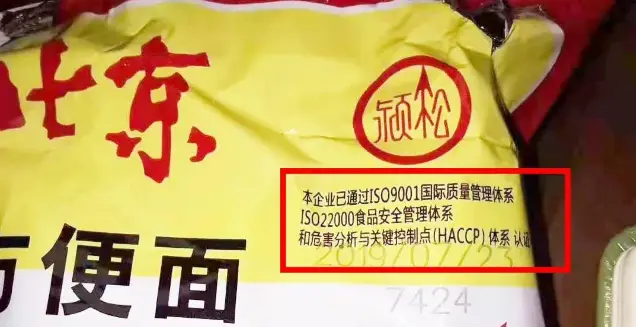 北京
颍松
本企业已通过ISO9001国际质量管理体系
ISO22000食品安全管理体系
和危害分析与关键控制点(HACCP)体系 认证
2019/07/23
方便面
7424